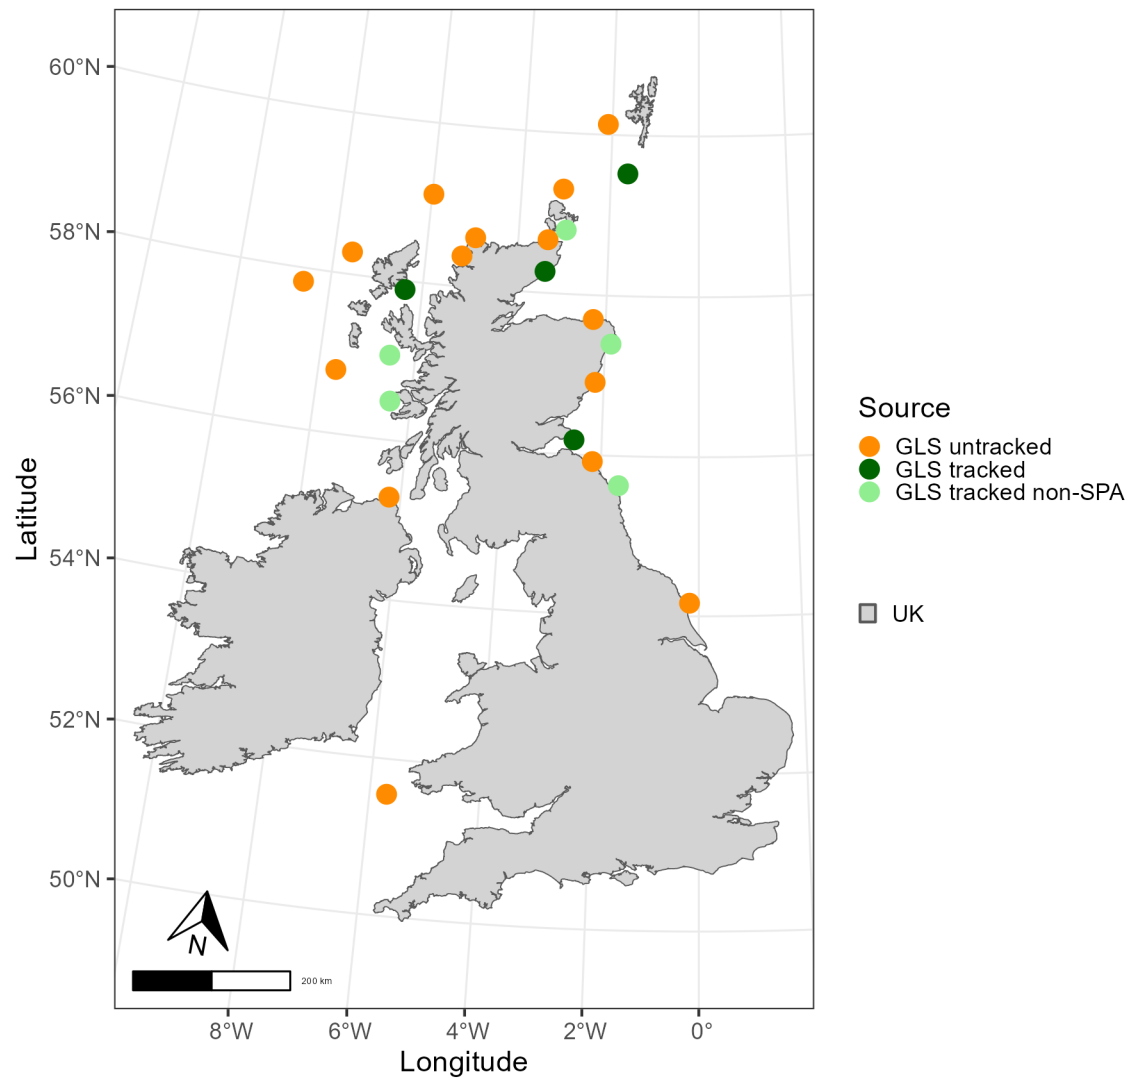 60°N
58°N
56°N
54°N
52°N
50°N
Latitude
8°W
6°W
4°W
2°W
0°
Longitude
N
200 km
Source
GLS untracked
GLS tracked
GLS tracked non-SPA
UK